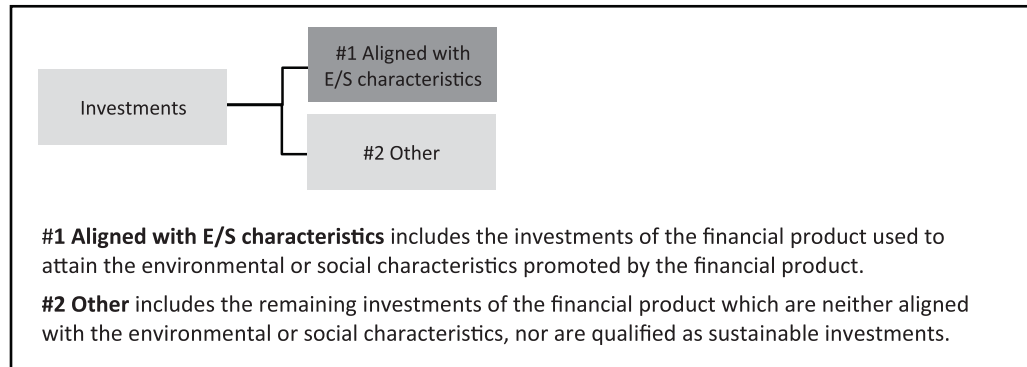 #1 Aligned with
E/S characteristics
Investments
#2 Other
#1 Aligned with E/S characteristics includes the investments of the financial product used to
attain the environmental or social characteristics promoted by the financial product.
#2 Other includes the remaining investments of the financial product which are neither aligned
with the environmental or social characteristics, nor are qualified as sustainable investments.